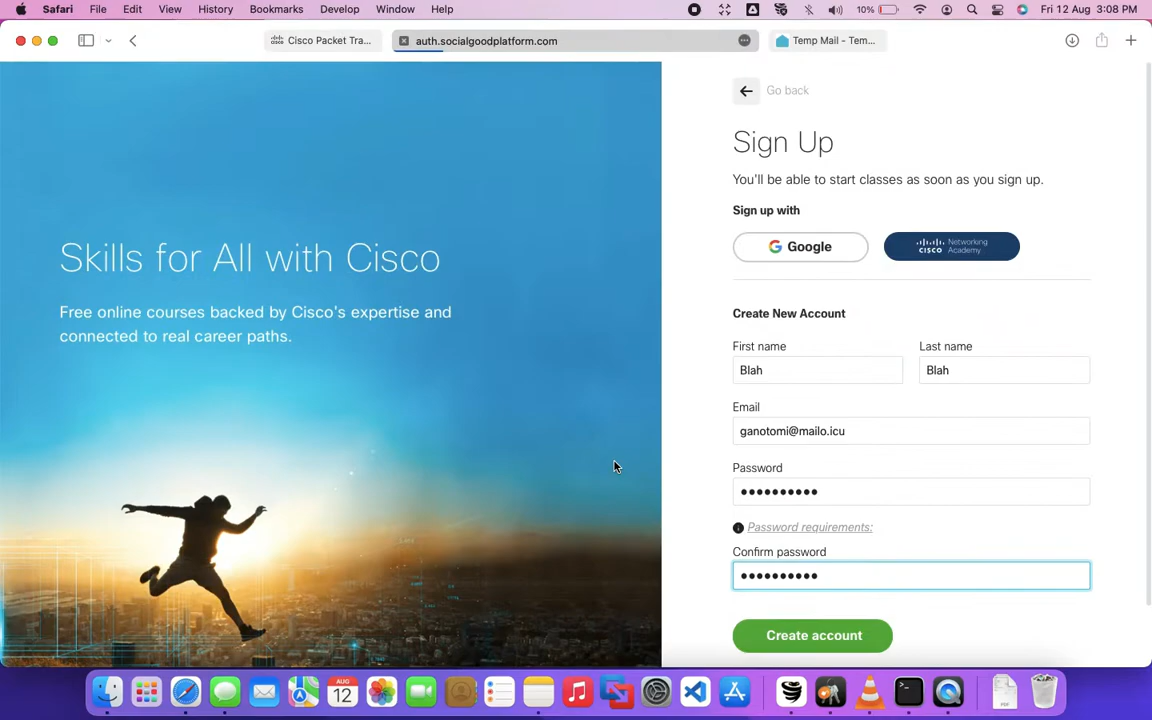 Safari File Edit View History Bookmarks Develop Window Help 10% Fri 12 Aug 3:08 PM
Cisco Packet Tra... auth.socialgoodplatform.com Temp Mail - Tem...
Go back
Sign Up
You'll be able to start classes as soon as you sign up.
Sign up with
Google
cisco Networking Academy
Skills for All with Cisco
Free online courses backed by Cisco's expertise and
connected to real career paths.
Create New Account
First name Last name
Blah Blah
Email
ganotomi@mailo.icu
Password
••••••••••
Password requirements:
Confirm password
••••••••••
Create account
AUG
12
PDF